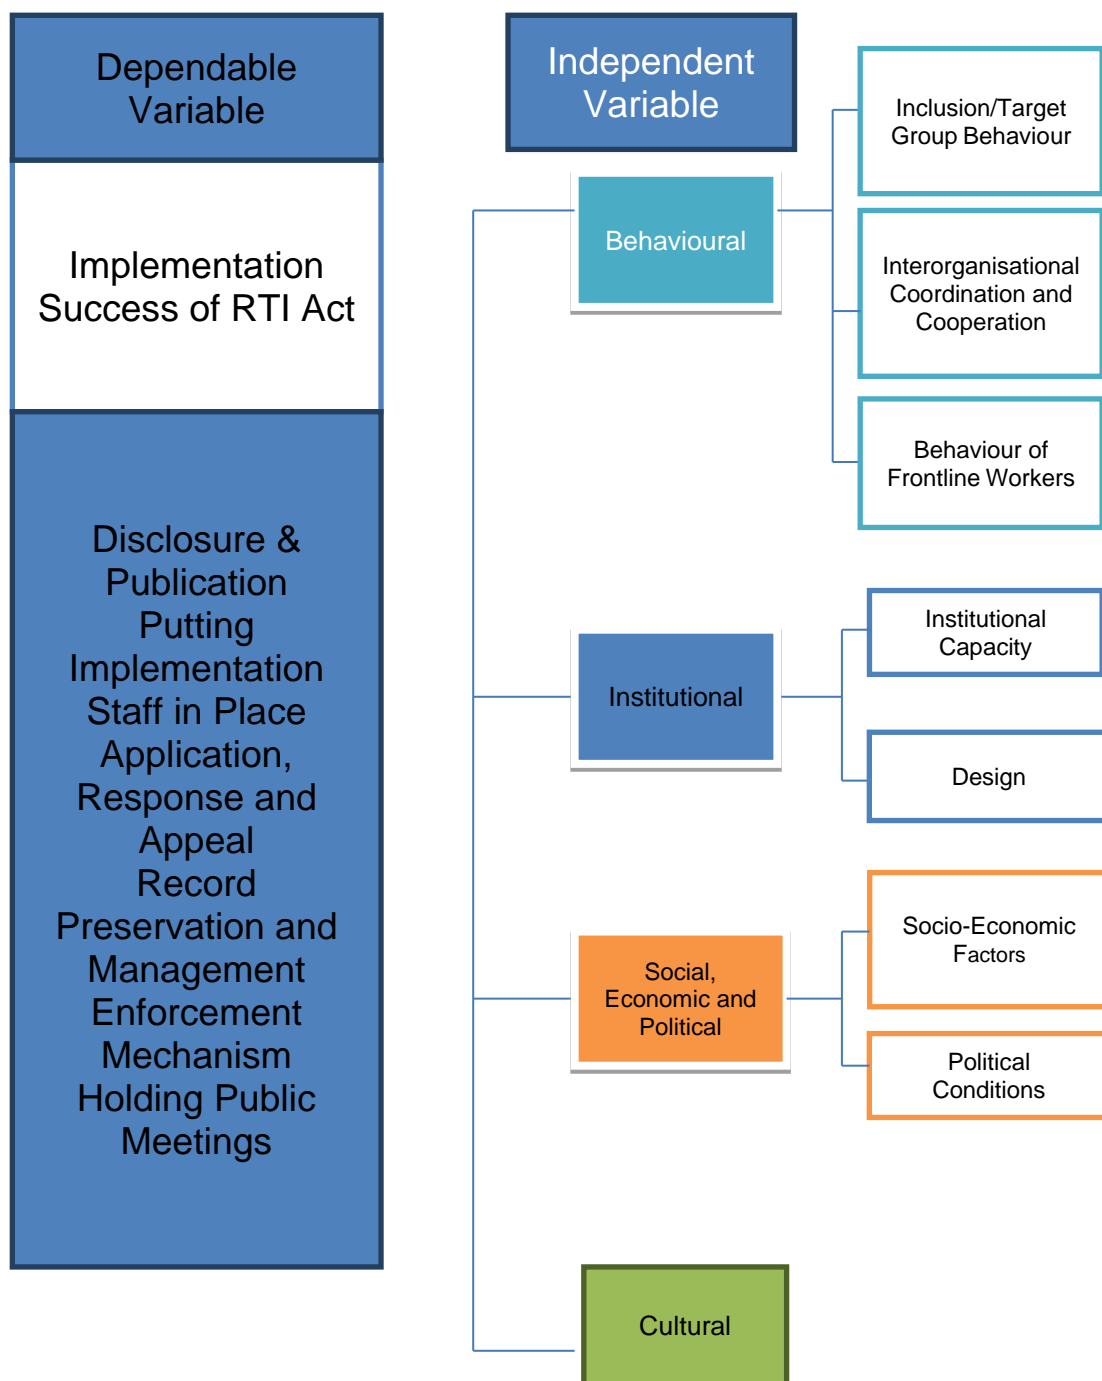 Dependable
Variable
Implementation
Success of RTI Act
Disclosure &
Publication
Putting
Implementation
Staff in Place
Application,
Response and
Appeal
Record
Preservation and
Management
Enforcement
Mechanism
Holding Public
Meetings
Independent
Variable
Behavioural
Inclusion/Target
Group Behaviour
Interorganisational
Coordination and
Cooperation
Behaviour of
Frontline Workers
Institutional
Institutional
Capacity
Design
Social,
Economic and
Political
Socio-Economic
Factors
Political
Conditions
Cultural